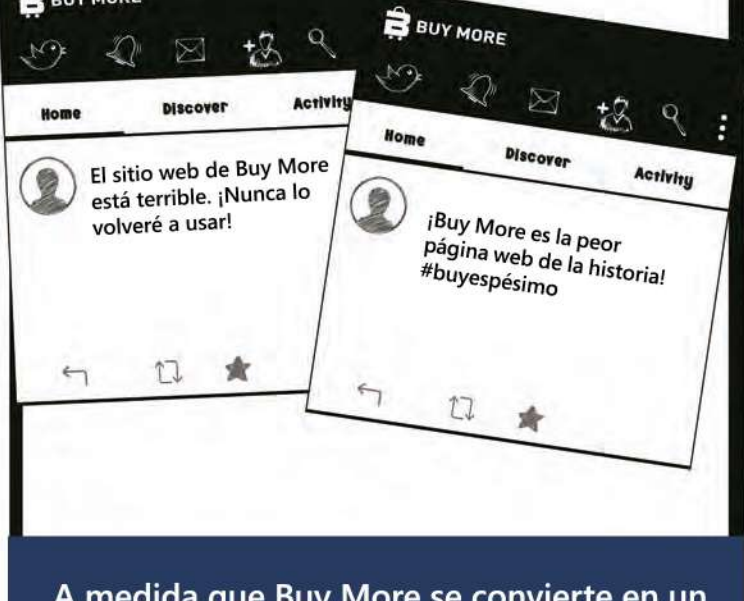 BUY MORE
Home Discover Activity
El sitio web de Buy More
está terrible. ¡Nunca lo
volveré a usar!
BUY MORE
Home Discover Activity
¡Buy More es la peor
página web de la historia!
#buyespésimo
A medida que Buy More se convierte en un